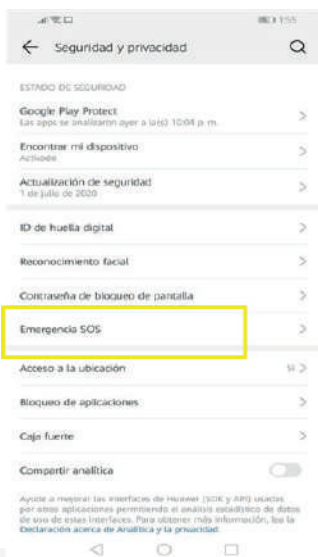 1:55
Seguridad y privacidad
ESTADO DE SEGURIDAD
Google Play Protect
Las apps se analizaron ayer a la(s) 10:04 p. m.
Encontrar mi dispositivo
Activado
Actualización de seguridad
1 de julio de 2020
ID de huella digital
Reconocimiento facial
Contraseña de bloqueo de pantalla
Emergencia SOS
Acceso a la ubicación
Sí
Bloqueo de aplicaciones
Caja fuerte
Compartir analítica
Ayude a mejorar las interfaces de Huawei (SDK y API) usadas
por otras aplicaciones permitiendo el análisis estadístico de datos
de uso de estas interfaces. Para obtener más información, lea la
Declaración acerca de Analítica y la privacidad.